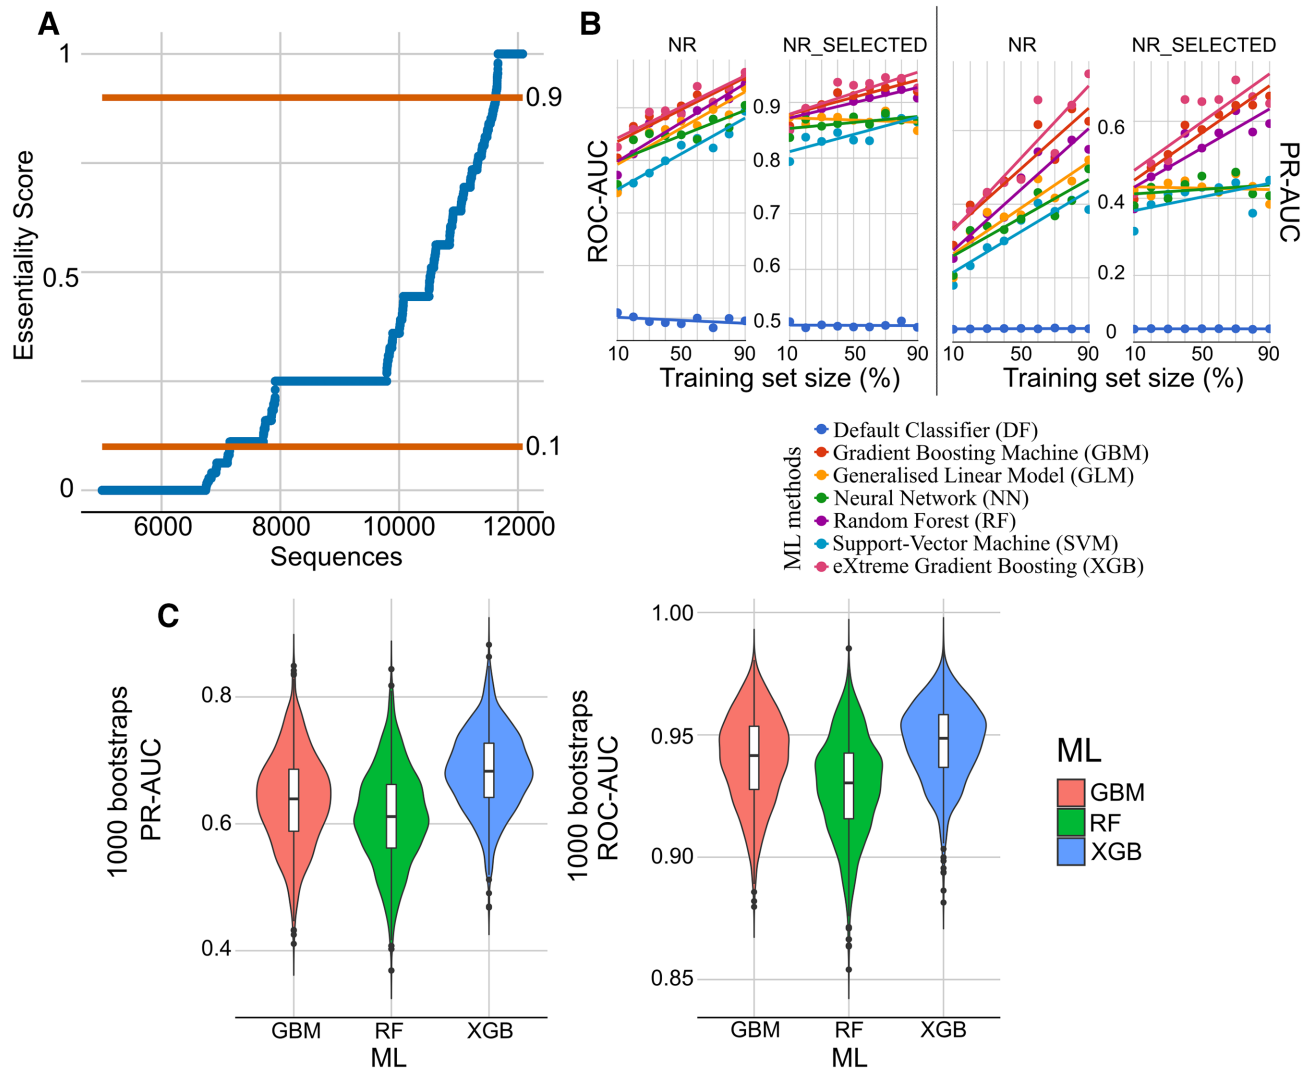 A
1
0.9
0.5
0.1
0
Essentiality Score
6000 8000 10000 12000
Sequences
B
NR NR_SELECTED NR NR_SELECTED
0.9
0.8
0.7
0.6
0.5
ROC-AUC
0.6
0.4
0.2
0
PR-AUC
10 50 90 10 50 90 10 50 90 10 50 90
Training set size (%) Training set size (%)
ML methods
Default Classifier (DF)
Gradient Boosting Machine (GBM)
Generalised Linear Model (GLM)
Neural Network (NN)
Random Forest (RF)
Support-Vector Machine (SVM)
eXtreme Gradient Boosting (XGB)
C
1000 bootstraps
PR-AUC
0.8
0.6
0.4
GBM RF XGB
ML
1000 bootstraps
ROC-AUC
1.00
0.95
0.90
0.85
GBM RF XGB
ML
ML
GBM
RF
XGB